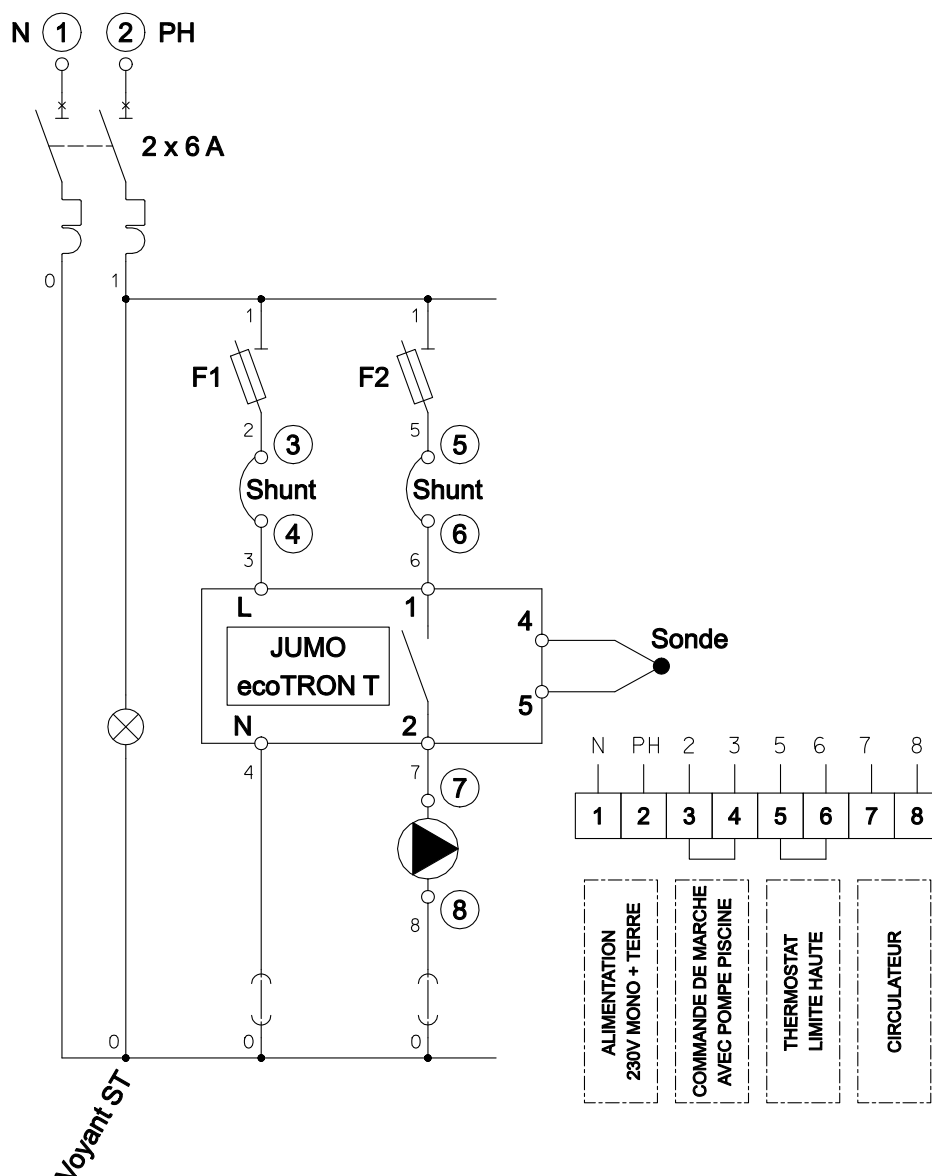 N 1 2 PH
2 x 6 A
0 1
1 1
F1 F2
2 3 5 5
Shunt Shunt
4 6
3 6
L 1
4 Sonde
JUMO
ecoTRON T
5
N 2
4 7 7
8
8
0 0 0
Voyant ST
N PH 2 3 5 6 7 8
1 2 3 4 5 6 7 8
ALIMENTATION
230V MONO + TERRE
COMMANDE DE MARCHE
AVEC POMPE PISCINE
THERMOSTAT
LIMITE HAUTE
CIRCULATEUR